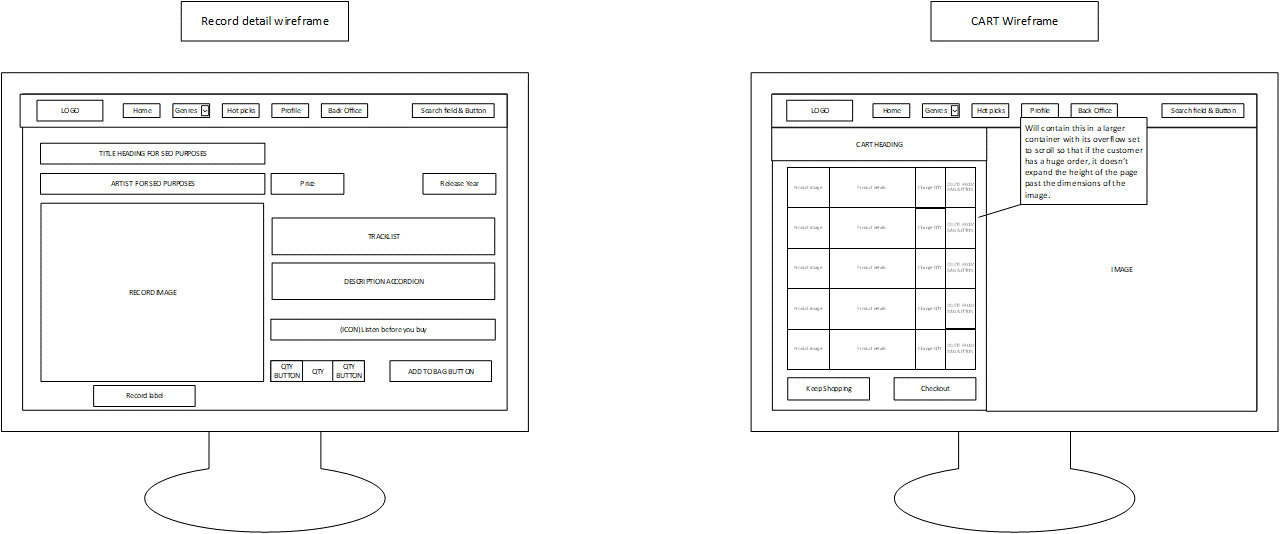 Record detail wireframe
CART Wireframe
LOGO
Home
Genres
Hot picks
Profile
Back Office
Search field & Button
TITLE HEADING FOR SEO PURPOSES
ARTIST FOR SEO PURPOSES
Price
Release Year
RECORD IMAGE
TRACKLIST
DESCRIPTION ACCORDION
(ICON) Listen before you buy
QTY
BUTTON
QTY
QTY
BUTTON
ADD TO BAG BUTTON
Record label
LOGO
Home
Genres
Hot picks
Profile
Back Office
Search field & Button
CART HEADING
Will contain this in a larger
container with its overflow set
to scroll so that if the customer
has a huge order, it doesn't
expand the height of the page
past the dimensions of the
image.
Product image
Product details
Change QTY
DELETE FROM
BAG BUTTON
Product image
Product details
Change QTY
DELETE FROM
BAG BUTTON
Product image
Product details
Change QTY
DELETE FROM
BAG BUTTON
Product image
Product details
Change QTY
DELETE FROM
BAG BUTTON
Product image
Product details
Change QTY
DELETE FROM
BAG BUTTON
IMAGE
Keep Shopping
Checkout